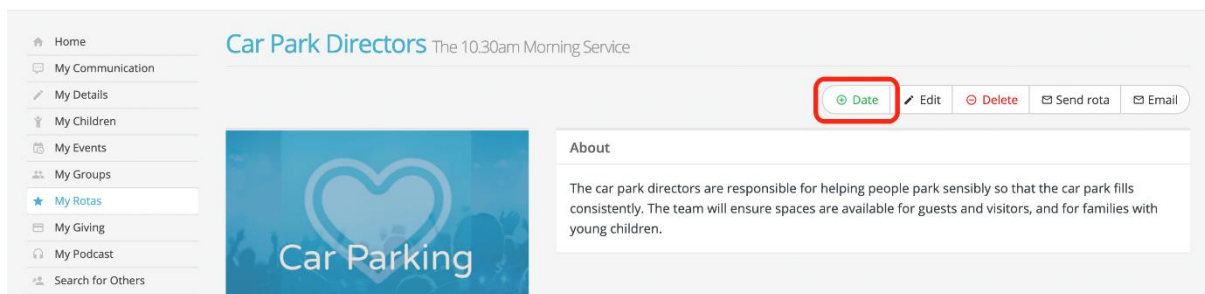 Home
My Communication
My Details
My Children
My Events
My Groups
My Rotas
My Giving
My Podcast
Search for Others
Car Park Directors The 10.30am Morning Service
Date Edit Delete Send rota Email
Car Parking
About
The car park directors are responsible for helping people park sensibly so that the car park fills
consistently. The team will ensure spaces are available for guests and visitors, and for families with
young children.